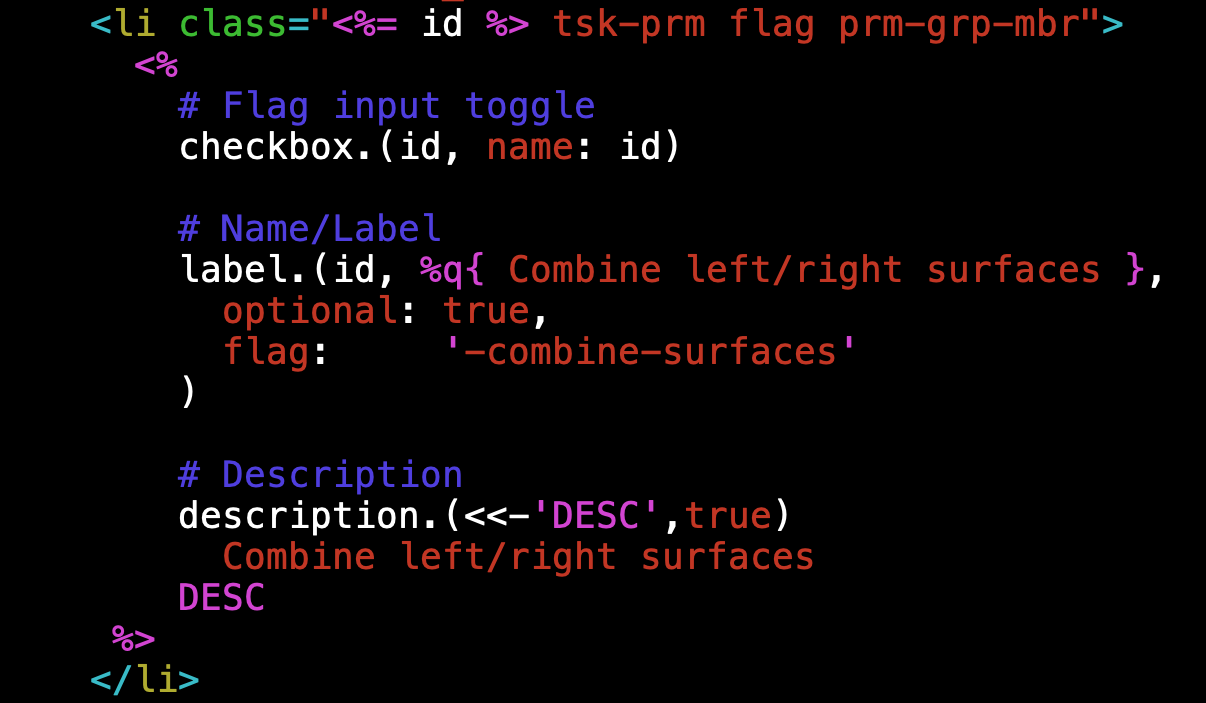 <li class="<%= id %> tsk-prm flag prm-grp-mbr">
<%
# Flag input toggle
checkbox.(id, name: id)
# Name/Label
label.(id, %q{ Combine left/right surfaces },
optional: true,
flag: '-combine-surfaces'
)
# Description
description.(<<-'DESC',true)
Combine left/right surfaces
DESC
%>
</li>